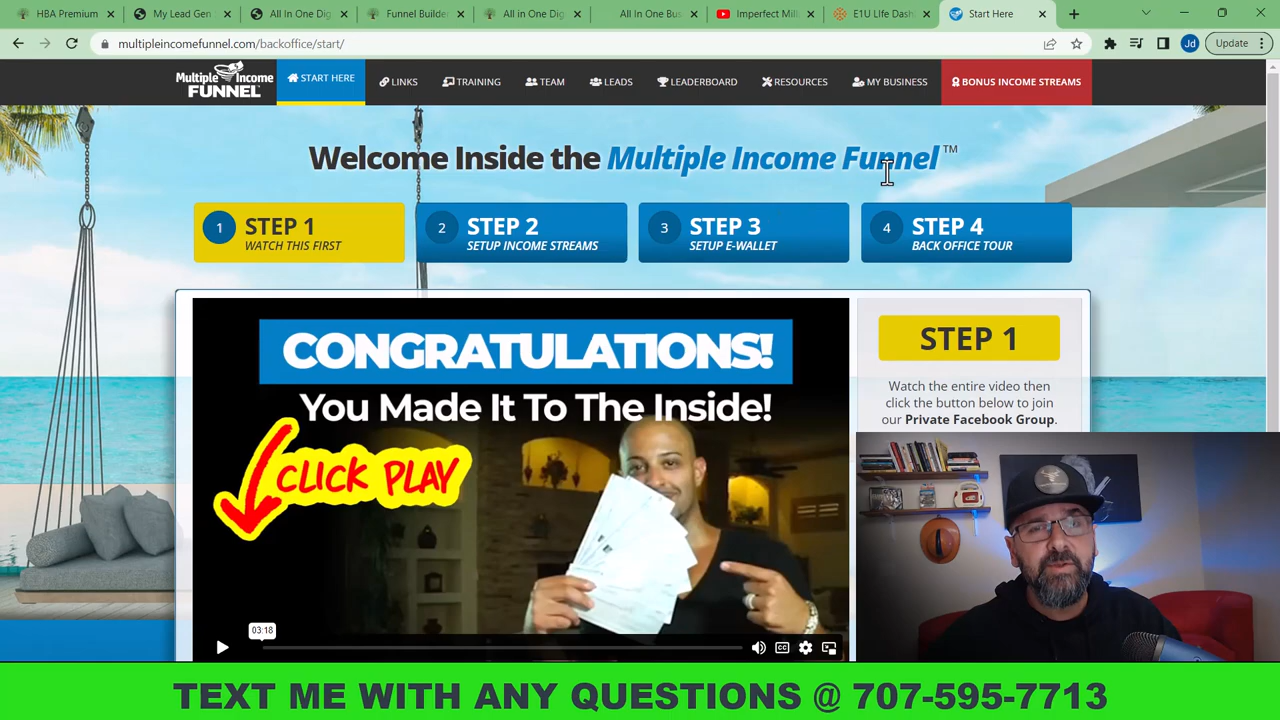 HBA Premium
My Lead Gen
All In One Dig
Funnel Builder
All in One Dig
All In One Bus
Imperfect Mill
E1U LIfe Dash
Start Here
multipleincomefunnel.com/backoffice/start/
Jd
Update
Multiple Income
FUNNEL
START HERE
LINKS
TRAINING
TEAM
LEADS
LEADERBOARD
RESOURCES
MY BUSINESS
BONUS INCOME STREAMS
Welcome Inside the Multiple Income Funnel™
1 STEP 1
WATCH THIS FIRST
2 STEP 2
SETUP INCOME STREAMS
3 STEP 3
SETUP E-WALLET
4 STEP 4
BACK OFFICE TOUR
CONGRATULATIONS!
You Made It To The Inside!
CLICK PLAY
03:18
CC
STEP 1
Watch the entire video then
click the button below to join
our Private Facebook Group.
TEXT ME WITH ANY QUESTIONS @ 707-595-7713